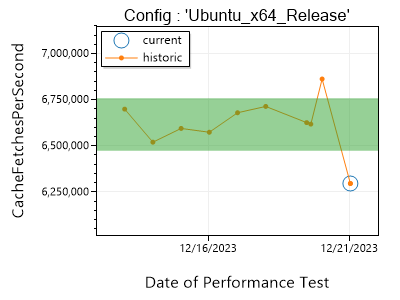 Config : 'Ubuntu_x64_Release'
current
historic
7,000,000
6,750,000
6,500,000
6,250,000
CacheFetchesPerSecond
12/16/2023
12/21/2023
Date of Performance Test